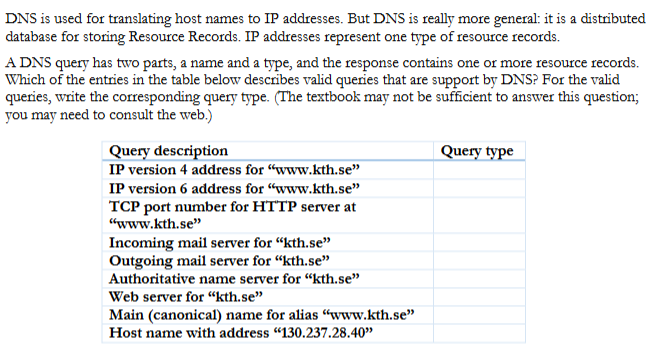 DNS is used for translating host names to IP addresses. But DNS is really more general: it is a distributed
database for storing Resource Records. IP addresses represent one type of resource records.
A DNS query has two parts, a name and a type, and the response contains one or more resource records.
Which of the entries in the table below describes valid queries that are support by DNS? For the valid
queries, write the corresponding query type. (The textbook may not be sufficient to answer this question;
you may need to consult the web.)
Query description Query type
IP version 4 address for “www.kth.se”
IP version 6 address for “www.kth.se”
TCP port number for HTTP server at
“www.kth.se”
Incoming mail server for “kth.se”
Outgoing mail server for “kth.se”
Authoritative name server for “kth.se”
Web server for “kth.se”
Main (canonical) name for alias “www.kth.se”
Host name with address “130.237.28.40”